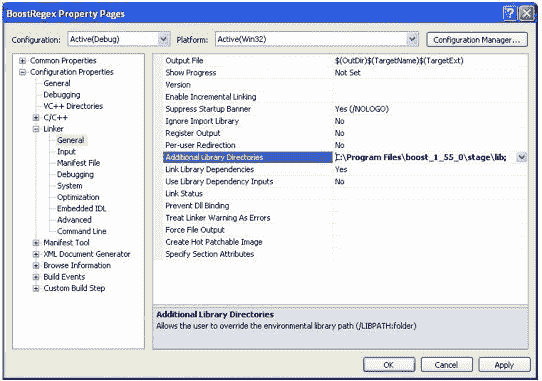 BoostRegex Property Pages
Configuration: Active(Debug) Platform: Active(Win32) Configuration Manager...
Common Properties
Configuration Properties
General
Debugging
VC++ Directories
C/C++
Linker
General
Input
Manifest File
Debugging
System
Optimization
Embedded IDL
Advanced
Command Line
Manifest Tool
XML Document Generator
Browse Information
Build Events
Custom Build Step
Output File $(OutDir)$(TargetName)$(TargetExt)
Show Progress Not Set
Version
Enable Incremental Linking
Suppress Startup Banner Yes (/NOLOGO)
Ignore Import Library No
Register Output No
Per-user Redirection No
Additional Library Directories C:\Program Files\boost_1_55_0\stage\lib;
Link Library Dependencies Yes
Use Library Dependency Inputs No
Link Status
Prevent Dll Binding
Treat Linker Warning As Errors
Force File Output
Create Hot Patchable Image
Specify Section Attributes
Additional Library Directories
Allows the user to override the environmental library path (/LIBPATH:folder)
OK Cancel Apply